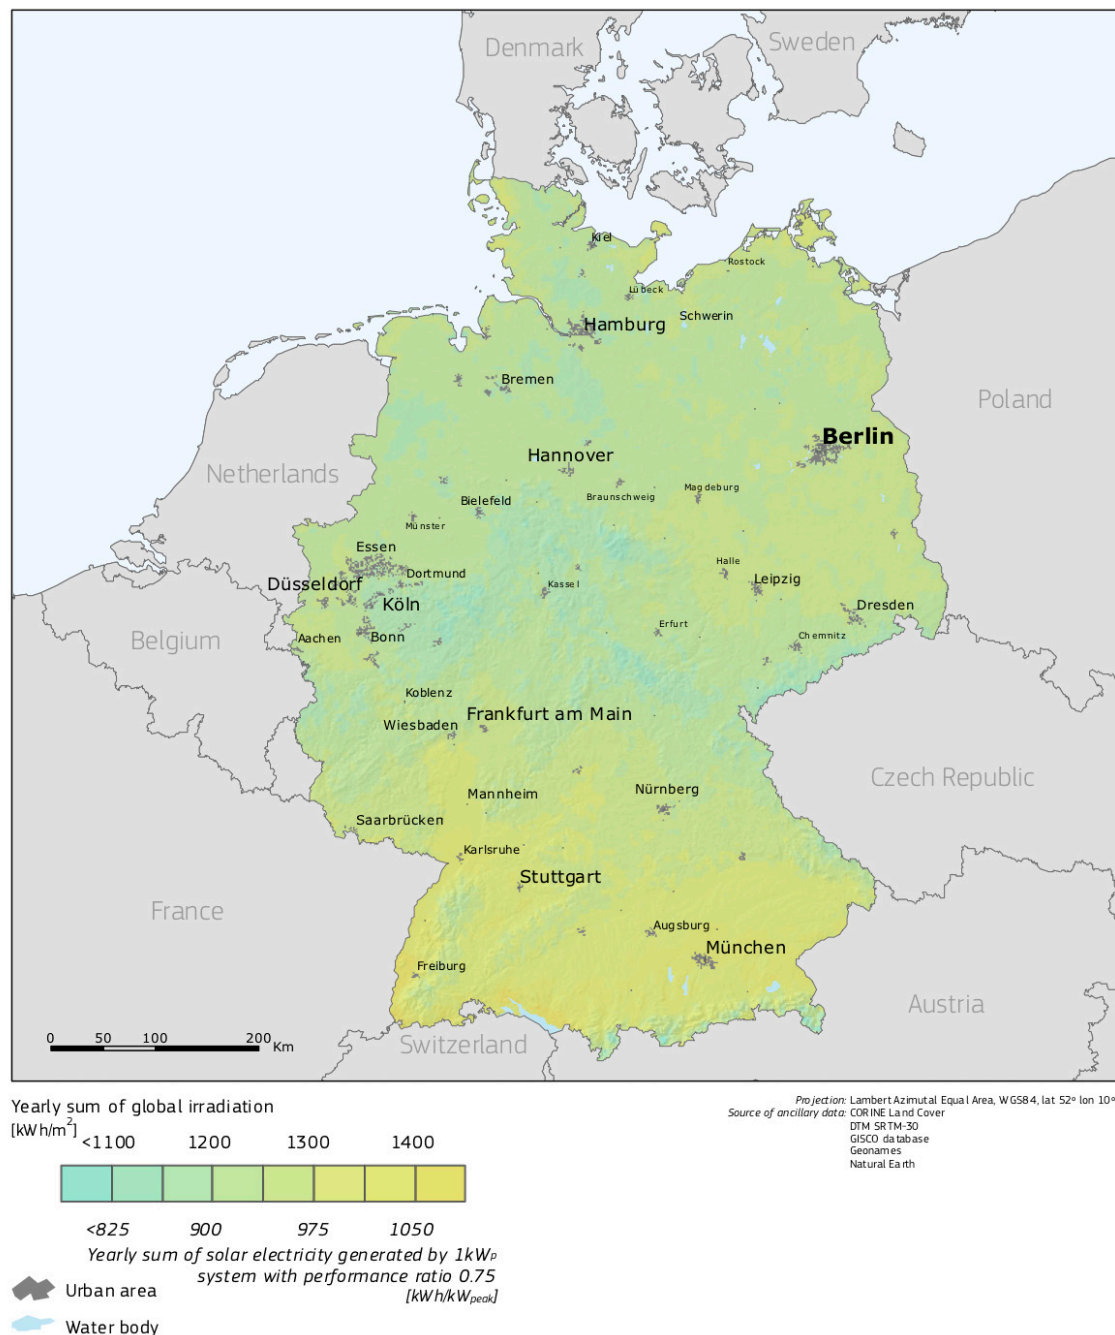 Denmark
Sweden
Kiel
Rostock
Lübeck
Schwerin
Hamburg
Bremen
Poland
Berlin
Hannover
Netherlands
Magdeburg
Braunschweig
Bielefeld
Münster
Essen
Halle
Dortmund
Leipzig
Düsseldorf
Kassel
Köln
Dresden
Erfurt
Belgium
Aachen
Bonn
Chemnitz
Koblenz
Frankfurt am Main
Wiesbaden
Czech Republic
Mannheim
Nürnberg
Saarbrücken
Karlsruhe
Stuttgart
France
Augsburg
München
Freiburg
Austria
Switzerland
0 50 100 200 Km
Yearly sum of global irradiation
[kWh/m²]
<1100 1200 1300 1400
<825 900 975 1050
Yearly sum of solar electricity generated by 1kWp
system with performance ratio 0.75
[kWh/kWpeak]
Urban area
Water body
Projection: Lambert Azimutal Equal Area, WGS84, lat 52º lon 10º
Source of ancillary data: CORINE Land Cover
DTM SRTM-30
GISCO database
Geonames
Natural Earth